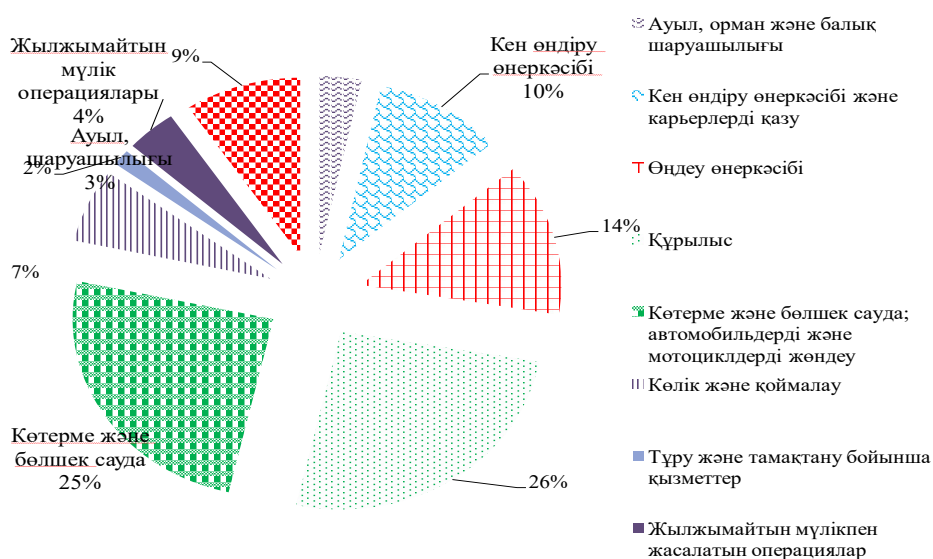 Жылжымайтын
мүлік
операциялары
4%
9%
Ауыл,
шаруашылығы
3%
2%
7%
Көтерме және
бөлшек сауда
25%
Кен өндіру
өнеркәсібі
10%
14%
26%
Ауыл, орман және балық
шаруашылығы
Кен өндіру өнеркәсібі және
карьерлерді қазу
Өңдеу өнеркәсібі
Құрылыс
Көтерме және бөлшек сауда;
автомобильдерді және
мотоциклдерді жөндеу
Көлік және қоймалау
Тұру және тамақтану бойынша
қызметтер
Жылжымайтын мүлікпен
жасалатын операциялар